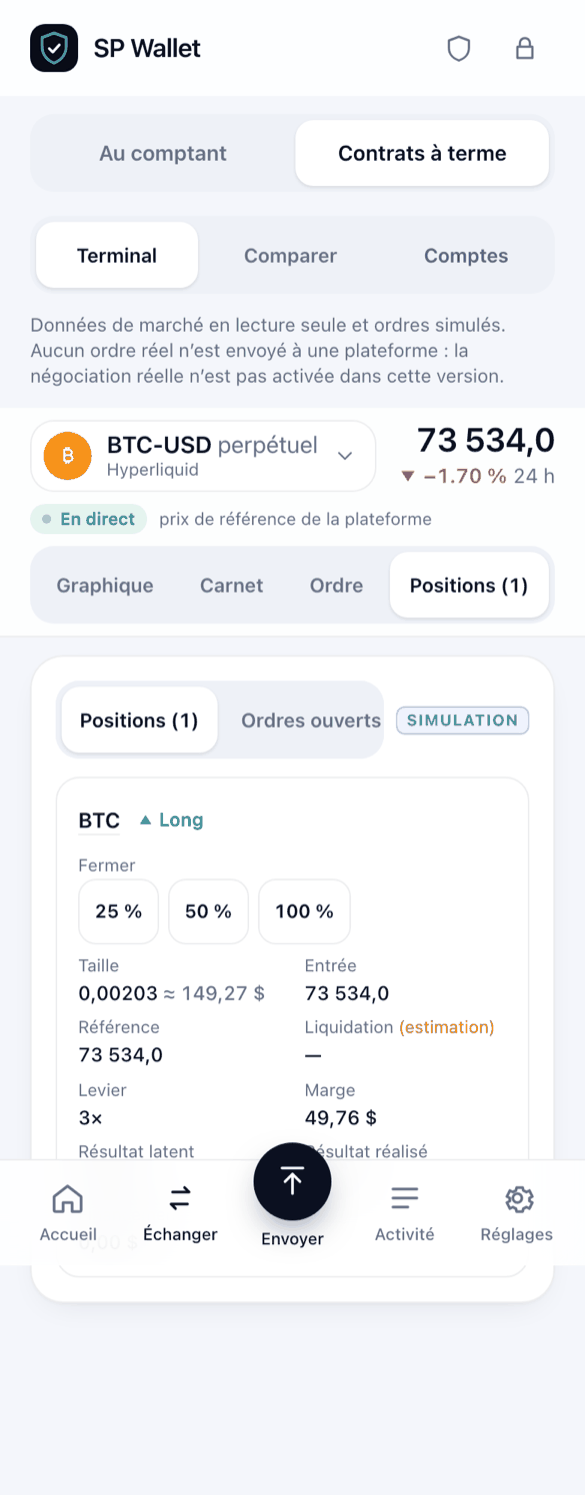 SP Wallet
Au comptant
Contrats à terme
Terminal
Comparer
Comptes
Données de marché en lecture seule et ordres simulés.
Aucun ordre réel n’est envoyé à une plateforme : la
négociation réelle n’est pas activée dans cette version.
BTC-USD perpétuel
Hyperliquid
73 534,0
▼ −1.70 % 24 h
En direct
prix de référence de la plateforme
Graphique
Carnet
Ordre
Positions (1)
Positions (1)
Ordres ouverts
SIMULATION
BTC
▲ Long
Fermer
25 %
50 %
100 %
Taille
Entrée
0,00203 ≈ 149,27 $
73 534,0
Référence
Liquidation (estimation)
73 534,0
—
Levier
Marge
3×
49,76 $
Résultat latent
Résultat réalisé
0,00 $
Accueil
Échanger
Envoyer
Activité
Réglages